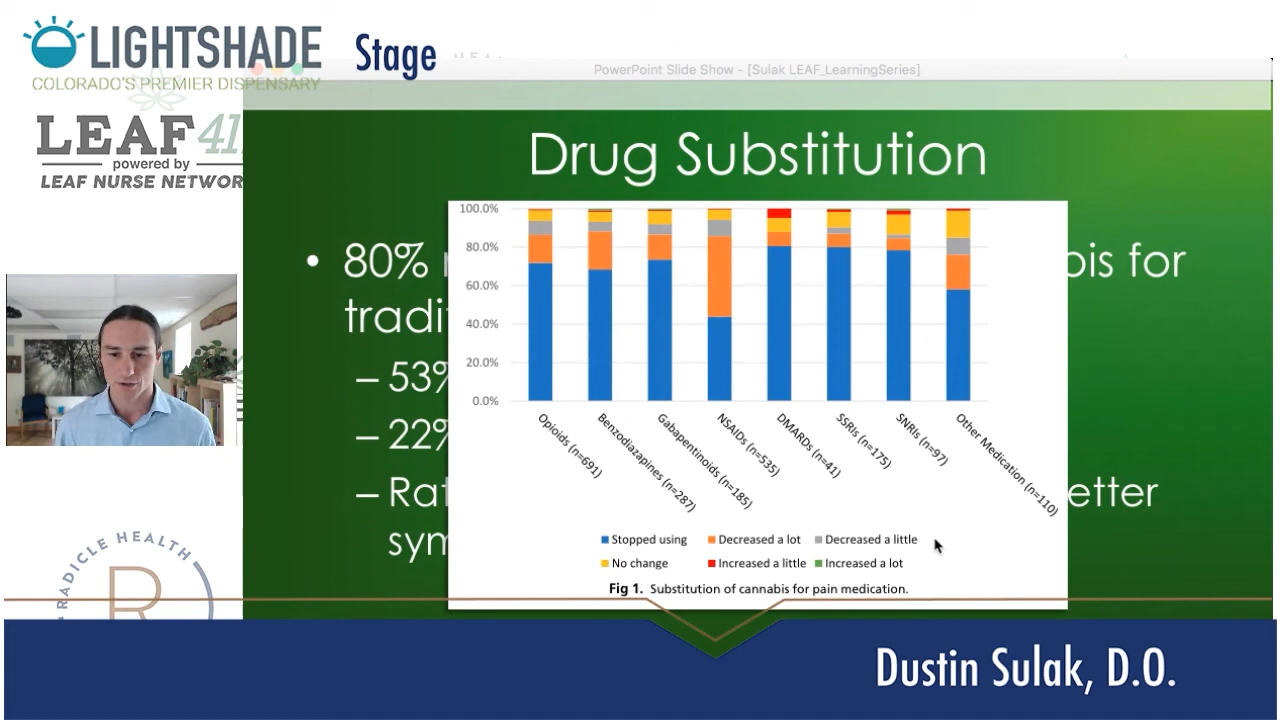 LIGHTSHADE
COLORADO'S PREMIER DISPENSARY
Stage
PowerPoint Slide Show - [Sulak LEAF_LearningSeries]
LEAF
powered by
LEAF NURSE NETWOR
Drug Substitution
• 80% bis for
tradi
– 53%
– 22%
– Rat etter
sym
100.0%
80.0%
60.0%
40.0%
20.0%
0.0%
Opioids (n=691)
Benzodiazapines (n=287)
Gabapentinoids (n=185)
NSAIDs (n=535)
DMARDs (n=41)
SSRIs (n=175)
SNRIs (n=97)
Other Medication (n=110)
Stopped using Decreased a lot Decreased a little
No change Increased a little Increased a lot
Fig 1. Substitution of cannabis for pain medication.
RADICLE HEALTH
R
Dustin Sulak, D.O.